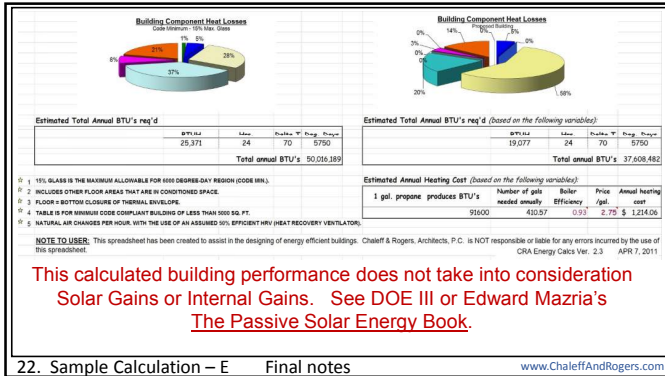 Building Component Heat Losses
Code Minimum - 15% Max. Glass
1% 5%
21%
28%
8%
37%
Building Component Heat Losses
Proposed Building
0% 5%
14%
0%
0%
3%
0%
20%
58%
Estimated Total Annual BTU's req'd
BTU/H Hrs. Delta T Deg. Days
25,371 24 70 5750
Total annual BTU's 50,016,189
Estimated Total Annual BTU's req'd (based on the following variables):
BTU/H Hrs. Delta T Deg. Days
19,077 24 70 5750
Total annual BTU's 37,608,482
1 15% GLASS IS THE MAXIMUM ALLOWABLE FOR 6000 DEGREE-DAY REGION (CODE MIN.).
2 INCLUDES OTHER FLOOR AREAS THAT ARE IN CONDITIONED SPACE.
3 FLOOR = BOTTOM CLOSURE OF THERMAL ENVELOPE.
4 TABLE IS FOR MINIMUM CODE COMPLIANT BUILDING OF LESS THAN 5000 SQ. FT.
5 NATURAL AIR CHANGES PER HOUR. WITH THE USE OF AN ASSUMED 50% EFFICIENT HRV (HEAT RECOVERY VENTILATOR).
Estimated Annual Heating Cost (based on the following variables):
1 gal. propane produces BTU's
Number of gals Boiler Price Annual heating
needed annually Efficiency /gal. cost
91600 410.57 0.93 2.75 $ 1,214.06
NOTE TO USER: This spreadsheet has been created to assist in the designing of energy efficient buildings. Chaleff & Rogers, Architects, P.C. is NOT responsible or liable for any errors incurred by the use of
this spreadsheet.
CRA Energy Calcs Ver. 2.3 APR 7, 2011
This calculated building performance does not take into consideration
Solar Gains or Internal Gains. See DOE III or Edward Mazria's
The Passive Solar Energy Book.
22. Sample Calculation – E Final notes
www.ChaleffAndRogers.com